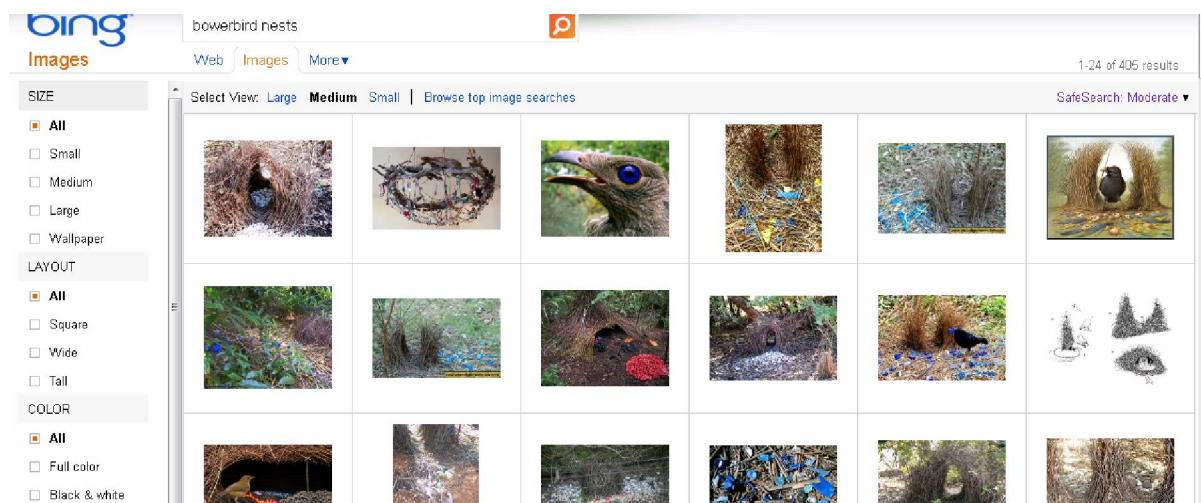 bing
bowerbird nests
Images
Web Images More▼
1-24 of 405 results
SIZE
All
Small
Medium
Large
Wallpaper
LAYOUT
All
Square
Wide
Tall
COLOR
All
Full color
Black & white
Select View: Large Medium Small | Browse top image searches
SafeSearch: Moderate ▼